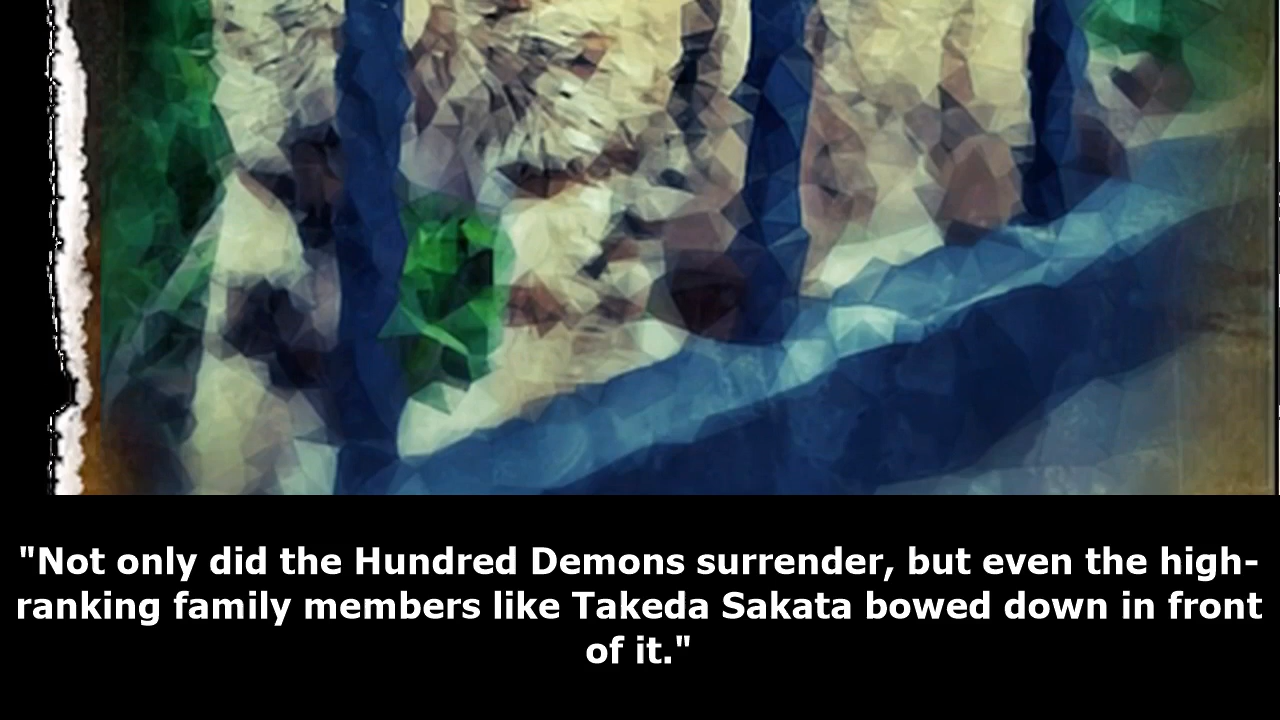 "Not only did the Hundred Demons surrender, but even the high-
ranking family members like Takeda Sakata bowed down in front
of it."